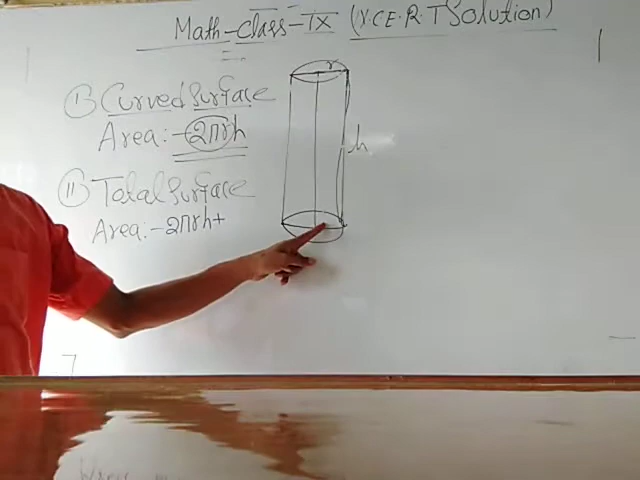 Math-Class-IX (N.C.E.R.T Solution)
I) Curved Surface
Area:-2πrh
II) Total Surface
Area:-2πrh+
r
h